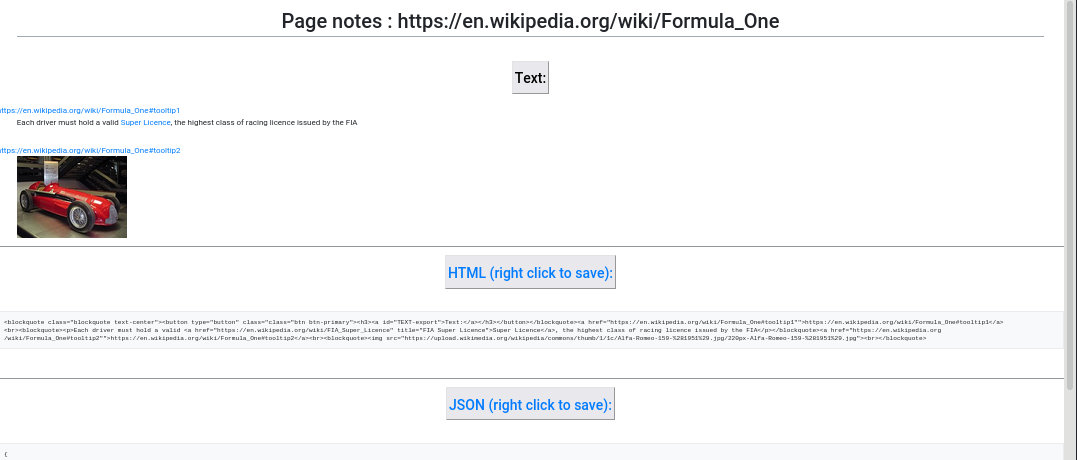 Page notes : https://en.wikipedia.org/wiki/Formula_One
Text:
ttps://en.wikipedia.org/wiki/Formula_One#tooltip1
Each driver must hold a valid Super Licence, the highest class of racing licence issued by the FIA
ttps://en.wikipedia.org/wiki/Formula_One#tooltip2
HTML (right click to save):
<blockquote class="blockquote text-center"><button type="button" class="class="btn btn-primary"><h3><a id="TEXT-export">Text:</a></h3></button></blockquote><a href="https://en.wikipedia.org/wiki/Formula_One#tooltip1"">https://en.wikipedia.org/wiki/Formula_One#tooltip1</a>
<br><blockquote><p>Each driver must hold a valid <a href="https://en.wikipedia.org/wiki/FIA_Super_Licence" title="FIA Super Licence">Super Licence</a>, the highest class of racing licence issued by the FIA</p></blockquote><a href="https://en.wikipedia.org
/wiki/Formula_One#tooltip2"">https://en.wikipedia.org/wiki/Formula_One#tooltip2</a><br><blockquote><img src="https://upload.wikimedia.org/wikipedia/commons/thumb/1/1c/Alfa-Romeo-159-%281951%29.jpg/220px-Alfa-Romeo-159-%281951%29.jpg"><br></blockquote>
JSON (right click to save):
{